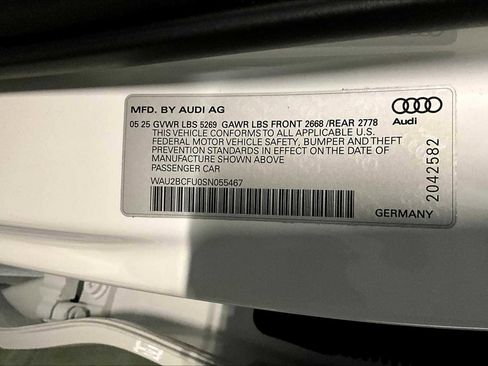 MFD. BY AUDI AG
05 25 GVWR LBS 5269 GAWR LBS FRONT 2668 /REAR 2778
THIS VEHICLE CONFORMS TO ALL APPLICABLE U.S.
FEDERAL MOTOR VEHICLE SAFETY, BUMPER AND THEFT
PREVENTION STANDARDS IN EFFECT ON THE DATE OF
MANUFACTURE SHOWN ABOVE
PASSENGER CAR
WAU2BCFU0SN055467
Audi
2042582
GERMANY